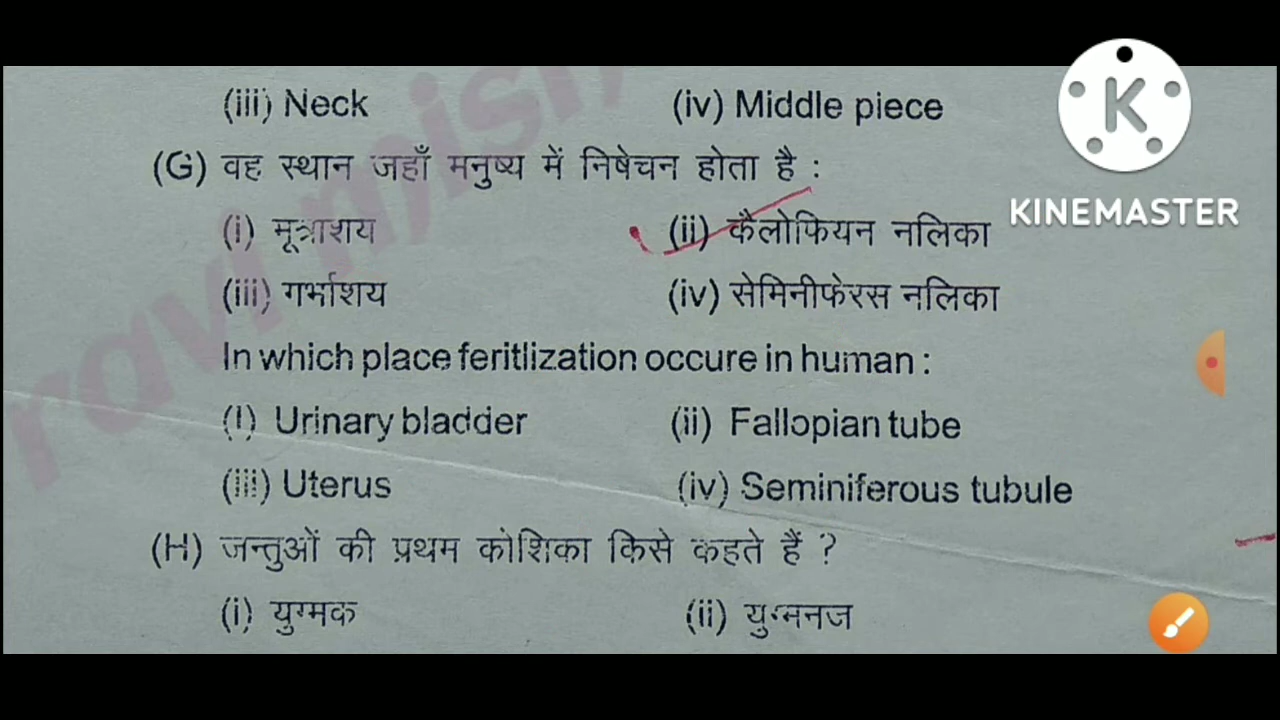 (iii) Neck (iv) Middle piece
(G) वह स्थान जहाँ मनुष्य में निषेचन होता है :
(i) मूत्राशय (ii) कैलोफियन नलिका
(iii) गर्भाशय (iv) सेमिनीफेरस नलिका
In which place feritlization occure in human :
(i) Urinary bladder (ii) Fallopian tube
(iii) Uterus (iv) Seminiferous tubule
(H) जन्तुओं की प्रथम कोशिका किसे कहते हैं ?
(i) युग्मक (ii) युग्मनज
K
KINEMASTER
ravi mish